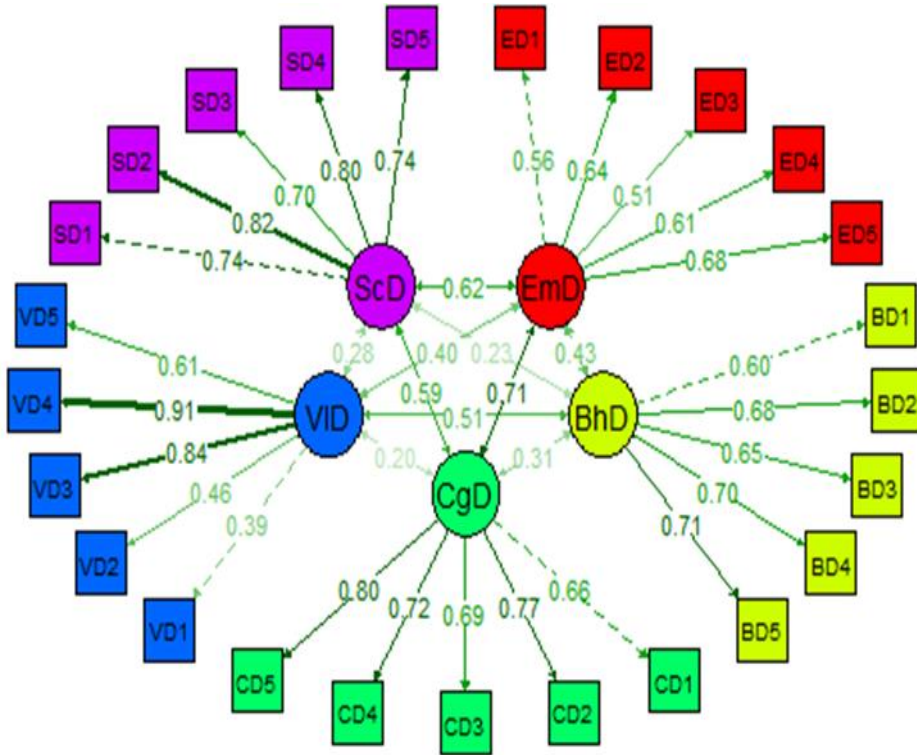 SD5
ED1
SD4
ED2
SD3
ED3
SD2
ED4
SD1
ED5
0.74
0.80
0.70
0.82
0.74
0.56
0.64
0.51
0.61
0.68
ScD
0.62
EmD
VD5
BD1
VD4
BD2
VD3
BD3
VD2
BD4
VD1
BD5
0.28
0.40
0.23
0.43
0.59
0.71
0.61
0.91
0.84
0.46
0.39
VlD
0.51
BhD
0.60
0.68
0.65
0.70
0.71
0.20
0.31
CgD
0.80
0.72
0.69
0.77
0.66
CD5
CD4
CD3
CD2
CD1